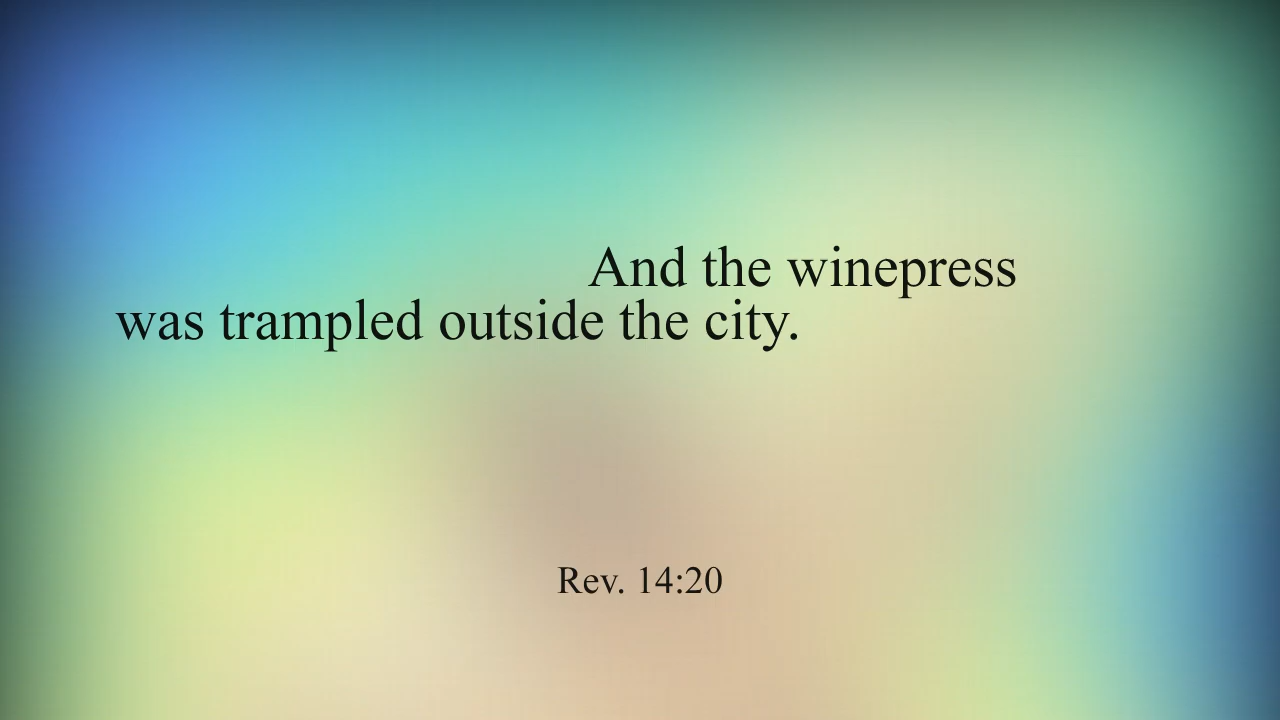 And the winepress
was trampled outside the city.
Rev. 14:20